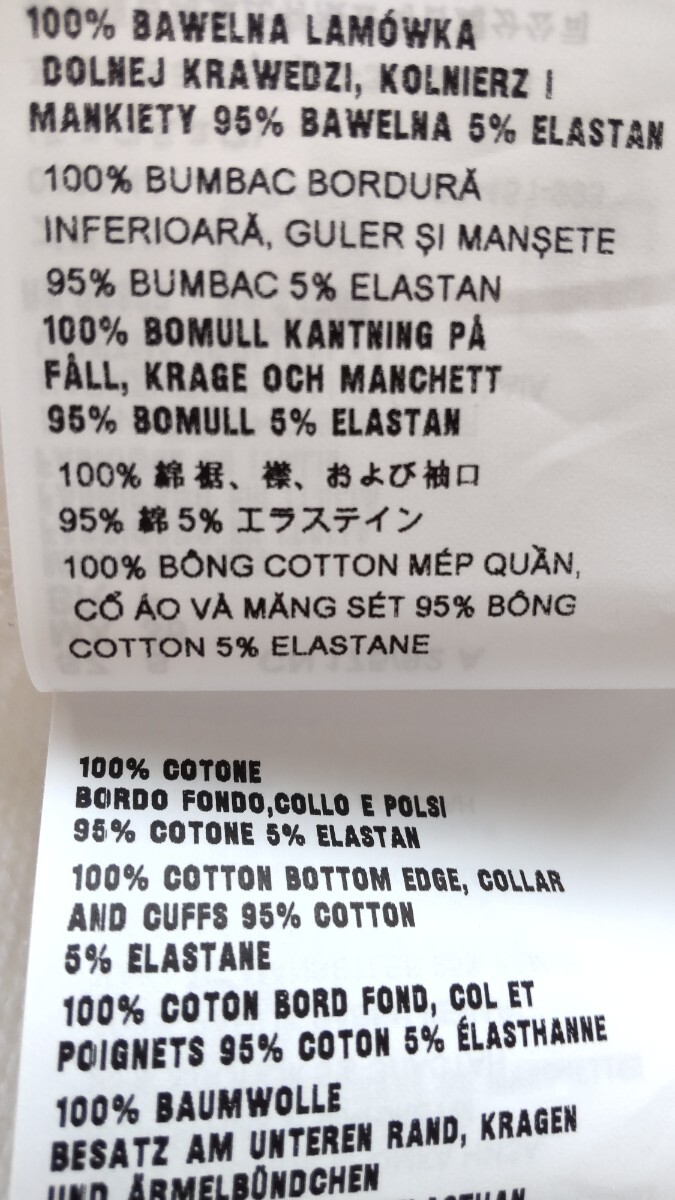 100% BAWELNA LAMÓWKA
DOLNEJ KRAWEDZI, KOLNIERZ I
MANKIETY 95% BAWELNA 5% ELASTAN
100% BUMBAC BORDURĂ
INFERIOARĂ, GULER ȘI MANȘETE
95% BUMBAC 5% ELASTAN
100% BOMULL KANTNING PÅ
FÅLL, KRAGE OCH MANCHETT
95% BOMULL 5% ELASTAN
100% 綿 裾、襟、および袖口
95% 綿 5% エラステイン
100% BÔNG COTTON MÉP QUẦN,
CỔ ÁO VÀ MĂNG SÉT 95% BÔNG
COTTON 5% ELASTANE
100% COTONE
BORDO FONDO,COLLO E POLSI
95% COTONE 5% ELASTAN
100% COTTON BOTTOM EDGE, COLLAR
AND CUFFS 95% COTTON
5% ELASTANE
100% COTON BORD FOND, COL ET
POIGNETS 95% COTON 5% ÉLASTHANNE
100% BAUMWOLLE
BESATZ AM UNTEREN RAND, KRAGEN
UND ÄRMELBÜNDCHEN